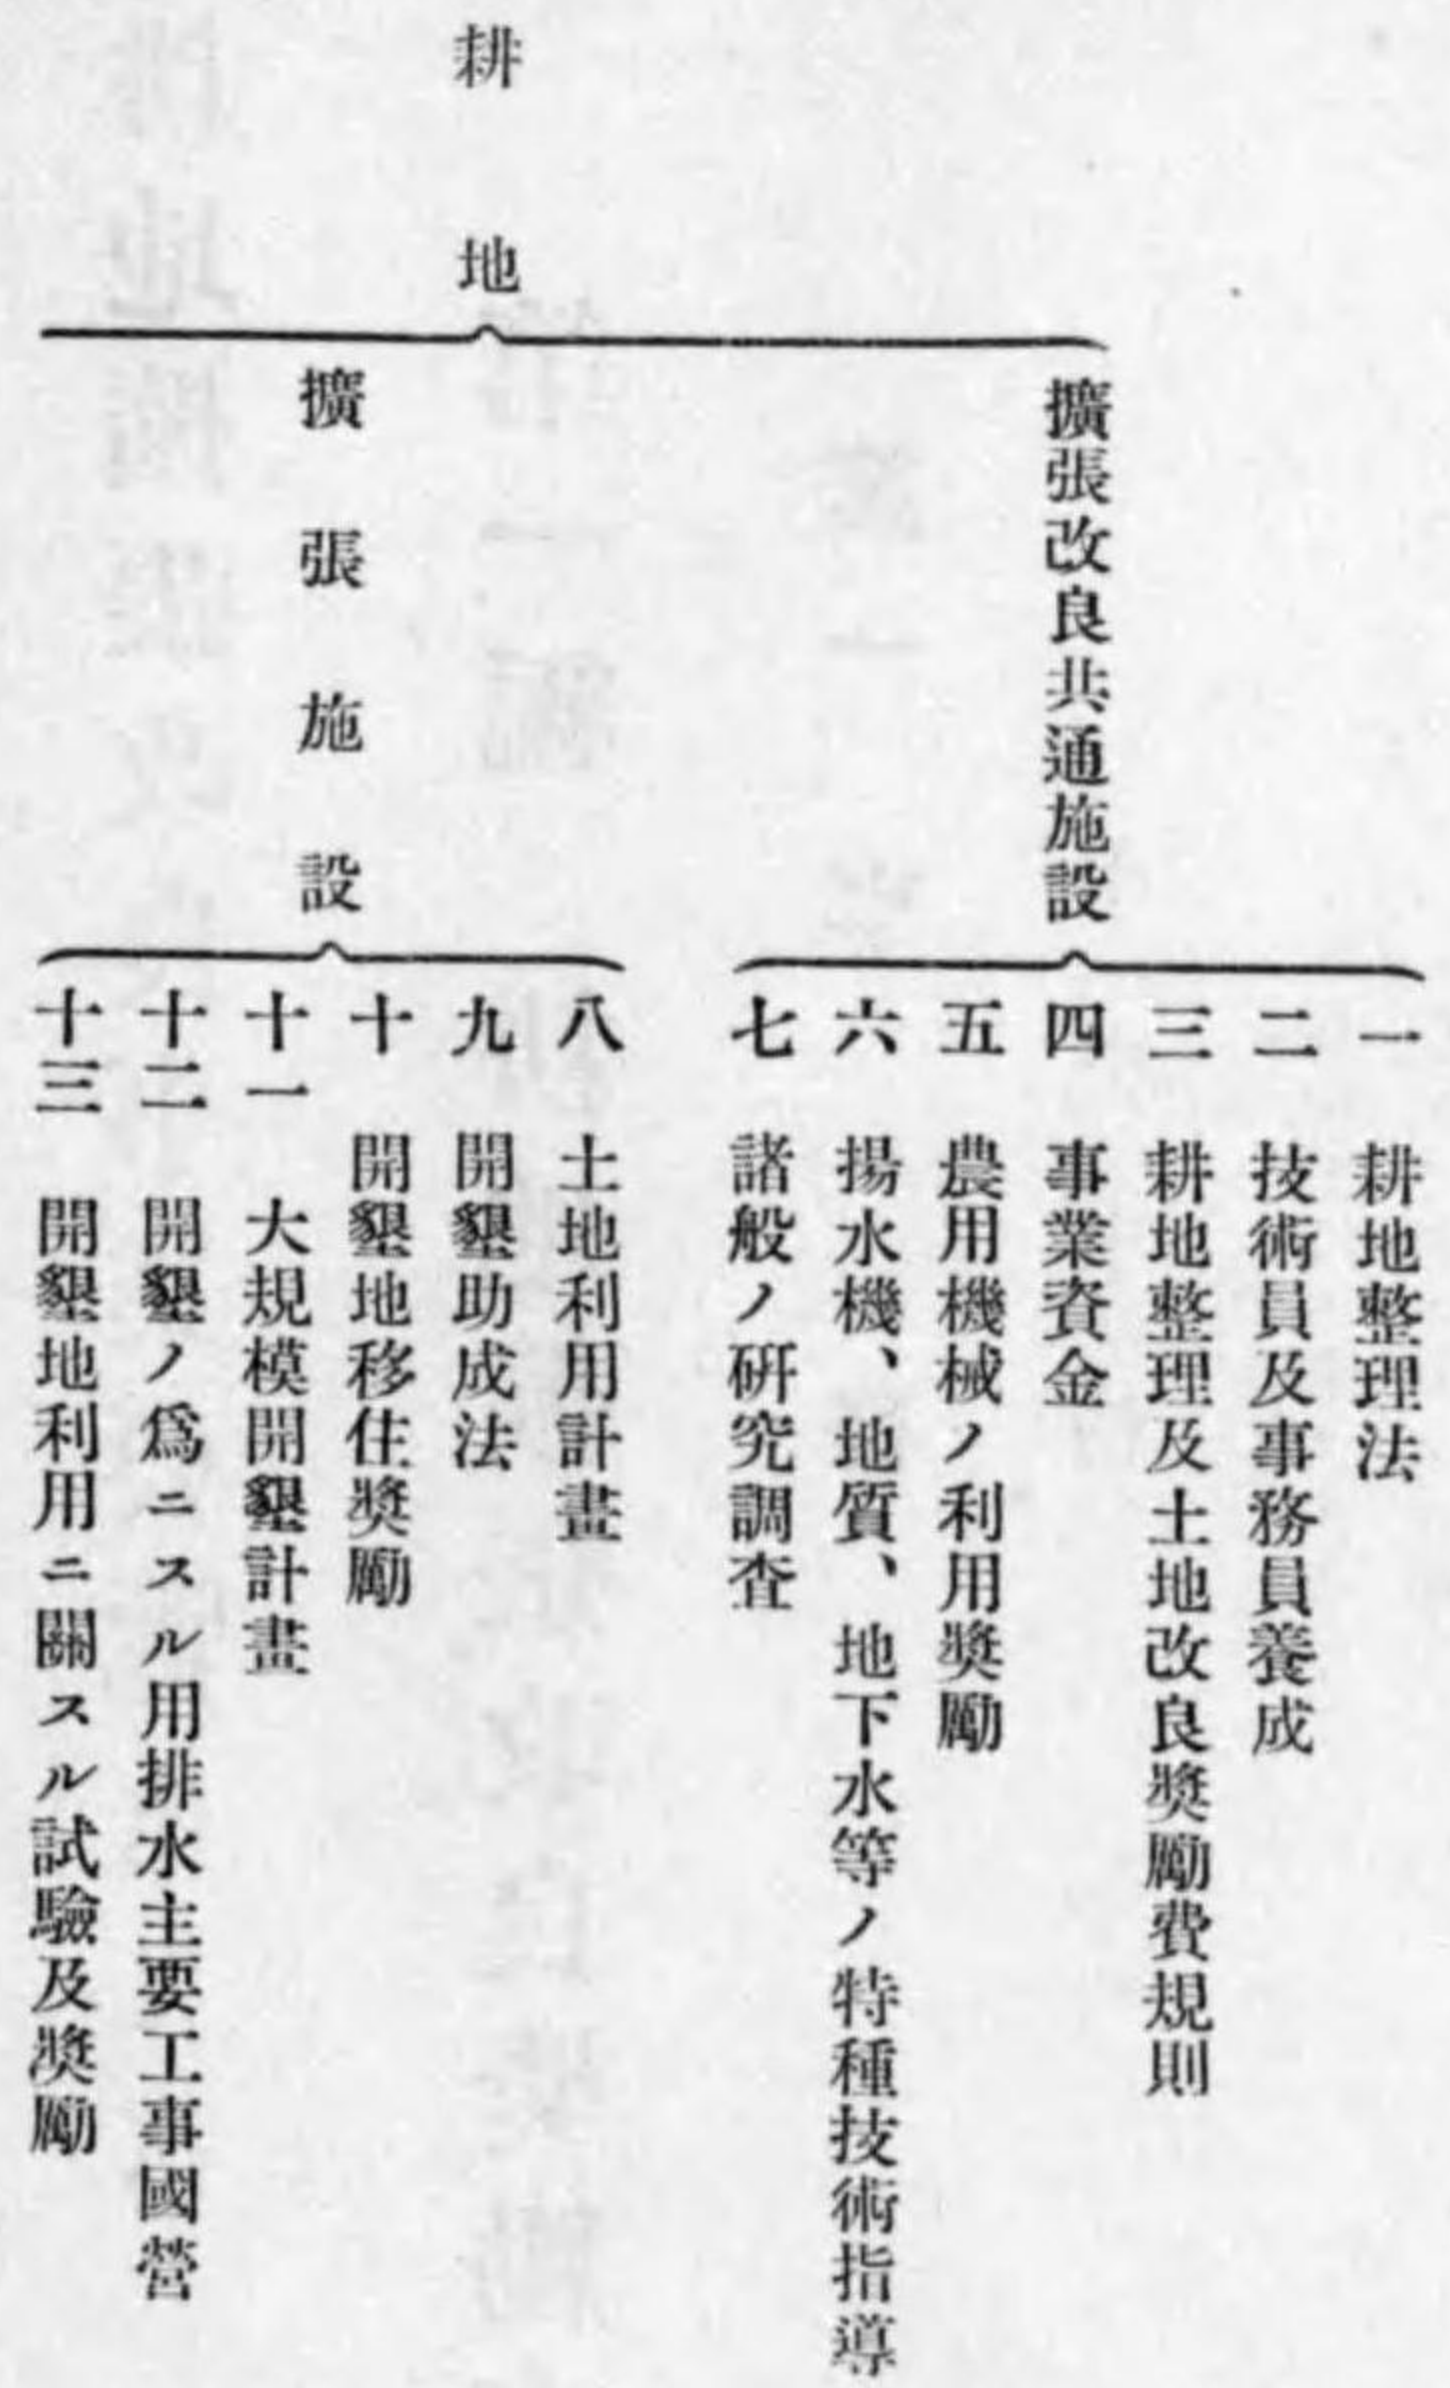 耕地
擴張改良共通施設
一 耕地整理法
二 技術員及事務員養成
三 耕地整理及土地改良奬勵費規則
四 事業資金
五 農用機械ノ利用奬勵
六 揚水機、地質、地下水等ノ特種技術指導
七 諸般ノ硏究調査
擴張施設
八 土地利用計畫
九 開墾助成法
十 開墾地移住奬勵
十一 大規模開墾計畫
十二 開墾ノ爲ニスル用排水主要工事國營
十三 開墾地利用ニ關スル試驗及奬勵